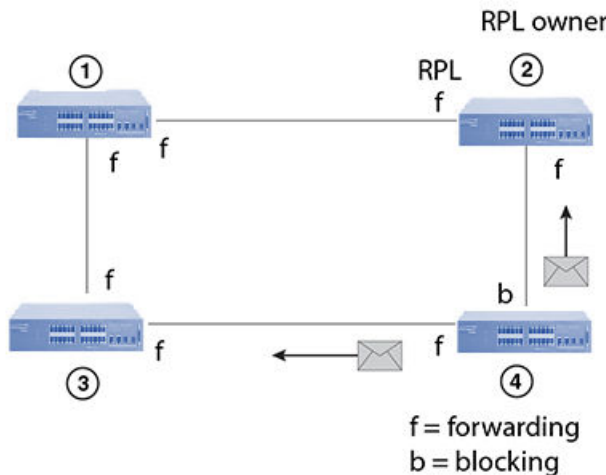 RPL owner
① ②
RPL
f
f f f
f
b
f f
③ ④
f = forwarding
b = blocking